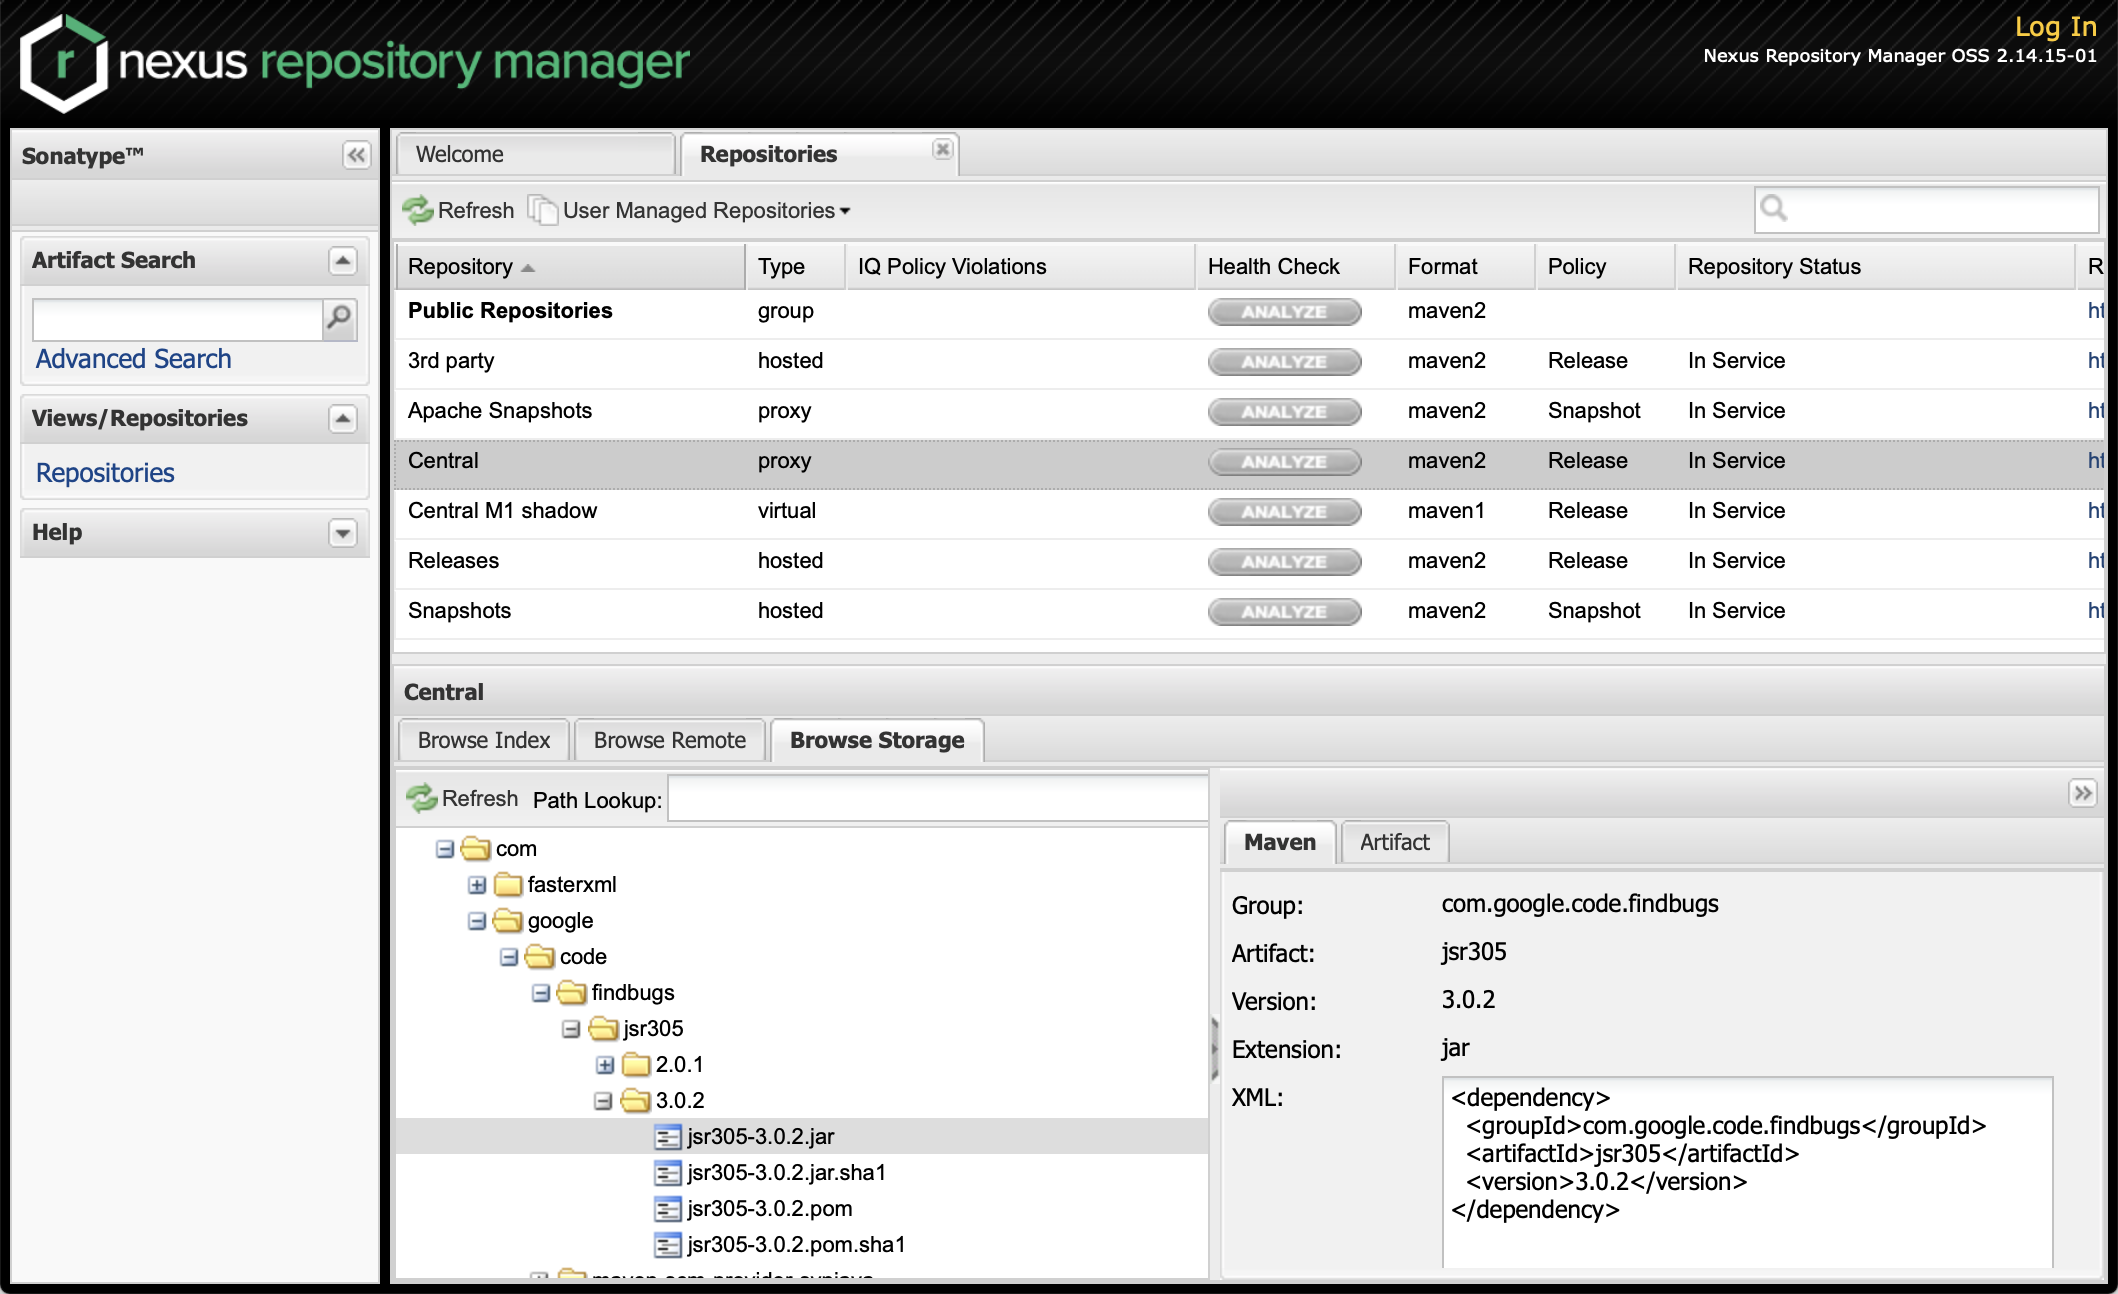 Log In
nexus repository manager
Nexus Repository Manager OSS 2.14.15-01
Sonatype™
Artifact Search
Advanced Search
Views/Repositories
Repositories
Help
Welcome
Repositories
Refresh User Managed Repositories
Repository Type IQ Policy Violations Health Check Format Policy Repository Status R
Public Repositories group ANALYZE maven2 ht
3rd party hosted ANALYZE maven2 Release In Service ht
Apache Snapshots proxy ANALYZE maven2 Snapshot In Service ht
Central proxy ANALYZE maven2 Release In Service ht
Central M1 shadow virtual ANALYZE maven1 Release In Service ht
Releases hosted ANALYZE maven2 Release In Service ht
Snapshots hosted ANALYZE maven2 Snapshot In Service ht
Central
Browse Index Browse Remote Browse Storage
Refresh Path Lookup:
com
fasterxml
google
code
findbugs
jsr305
2.0.1
3.0.2
jsr305-3.0.2.jar
jsr305-3.0.2.jar.sha1
jsr305-3.0.2.pom
jsr305-3.0.2.pom.sha1
Maven Artifact
Group: com.google.code.findbugs
Artifact: jsr305
Version: 3.0.2
Extension: jar
XML:
<dependency>
<groupId>com.google.code.findbugs</groupId>
<artifactId>jsr305</artifactId>
<version>3.0.2</version>
</dependency>